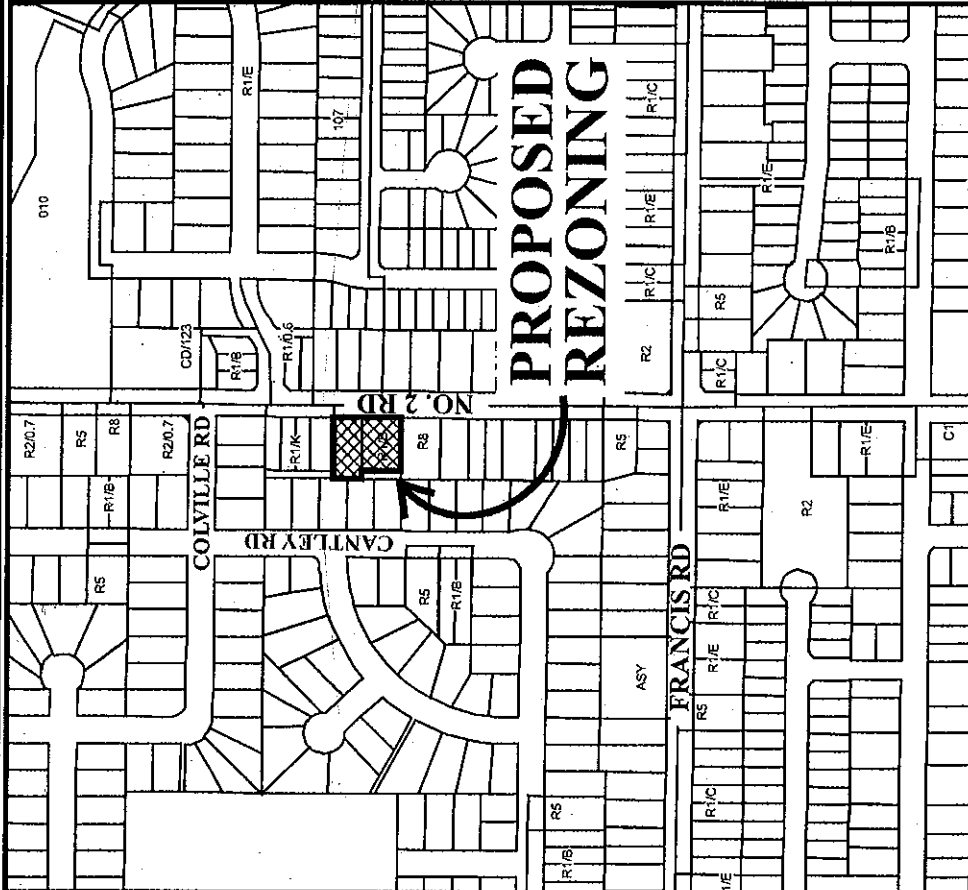 010
R1/E
107
PROPOSED
REZONING
R1/C
R1/E
R1/C
R1/E
R1/B
CD/123
R1/B
R1/0.6
R2
R5
R1/C
NO. 2 RD
R2/0.7
R5
R8
R2/0.7
COLVILLE RD
R1/K
R8
R5
R1/E
C1
R1/B
CANTLEY RD
R1/E
R2
R5
R5
R1/B
FRANCIS RD
R1/C
R1/E
ASY
R5
R5
R1/C
R1/B
1/E